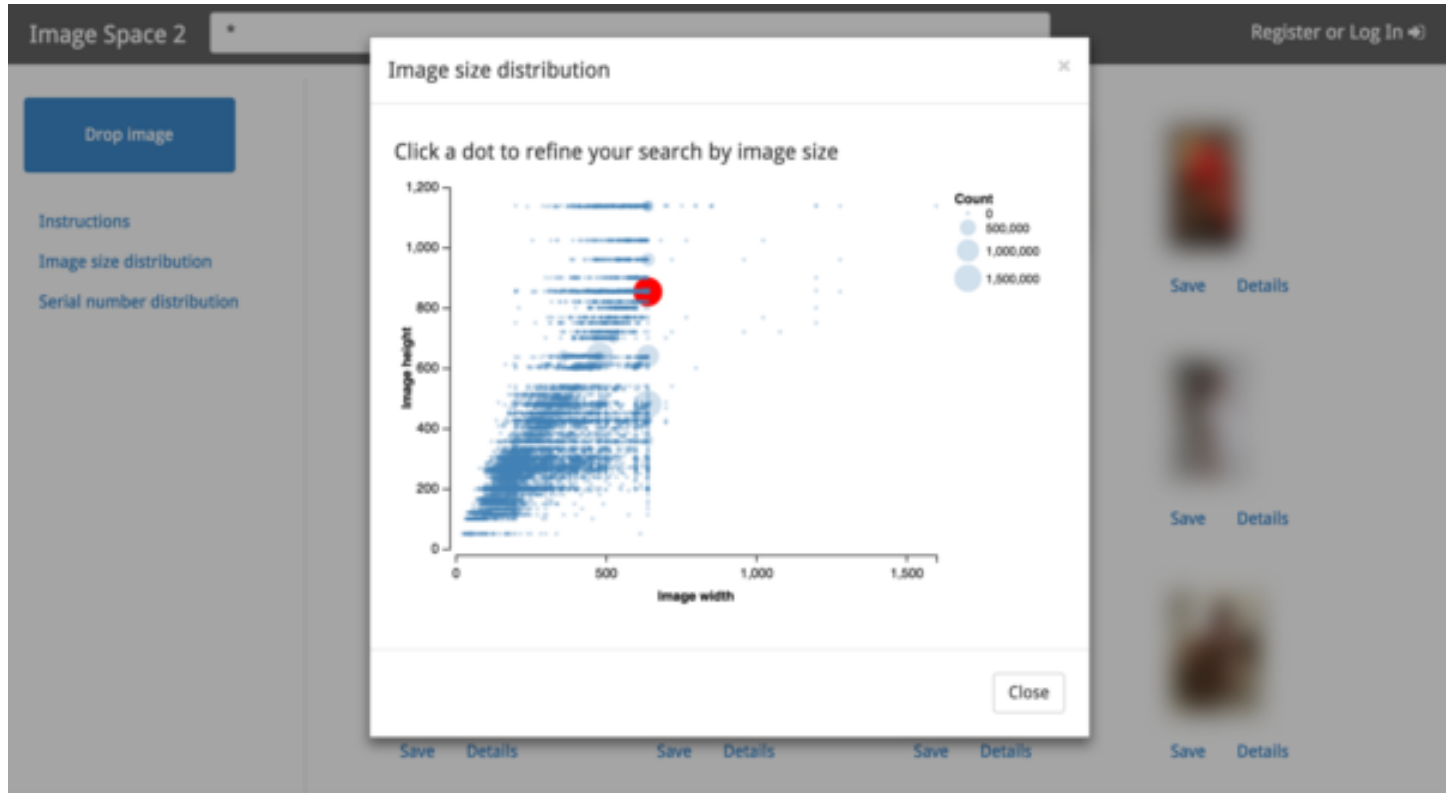 Image Space 2
*
Register or Log In
Drop image
Instructions
Image size distribution
Serial number distribution
Image size distribution
×
Click a dot to refine your search by image size
1,200
1,000
800
600
400
200
0
Image height
0
500
1,000
1,500
Image width
Count
0
500,000
1,000,000
1,500,000
Close
Save Details
Save Details
Save Details Save Details Save Details Save Details